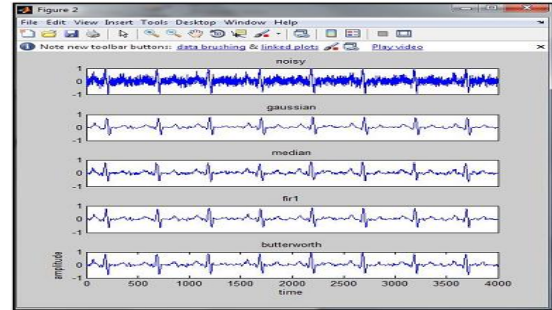 Figure 2
File Edit View Insert Tools Desktop Window Help
Note new toolbar buttons: data brushing & linked plots Play video
noisy
1
0
-1
gaussian
1
0
-1
median
1
0
-1
fir1
1
0
-1
butterworth
1
0
-1
amplitude
0 500 1000 1500 2000 2500 3000 3500 4000
time